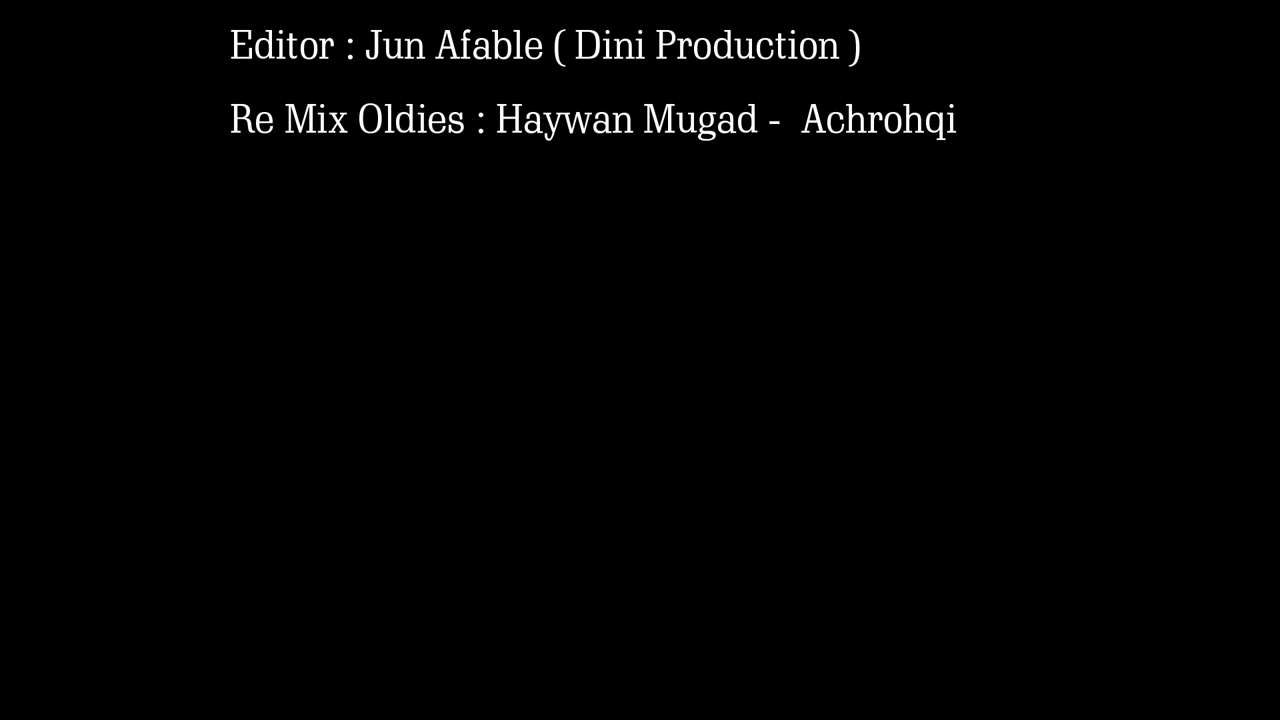 Editor : Jun Afable ( Dini Production )
Re Mix Oldies : Haywan Mugad -  Achrohqi